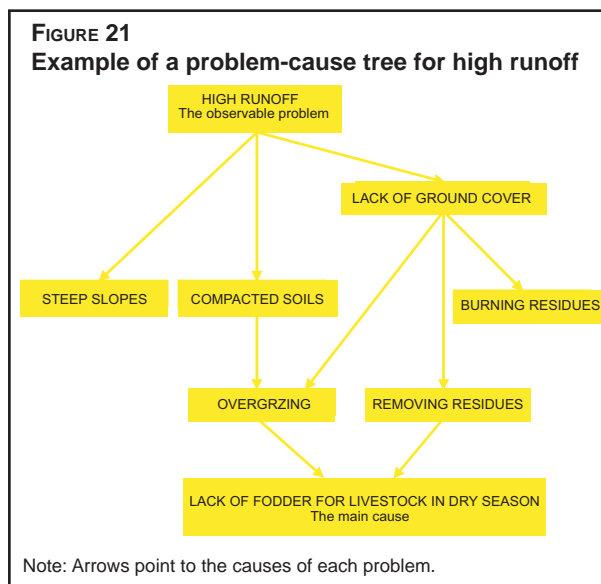 FIGURE 21
Example of a problem-cause tree for high runoff
HIGH RUNOFF
The observable problem
LACK OF GROUND COVER
STEEP SLOPES
COMPACTED SOILS
BURNING RESIDUES
OVERGRZING
REMOVING RESIDUES
LACK OF FODDER FOR LIVESTOCK IN DRY SEASON
The main cause
Note: Arrows point to the causes of each problem.